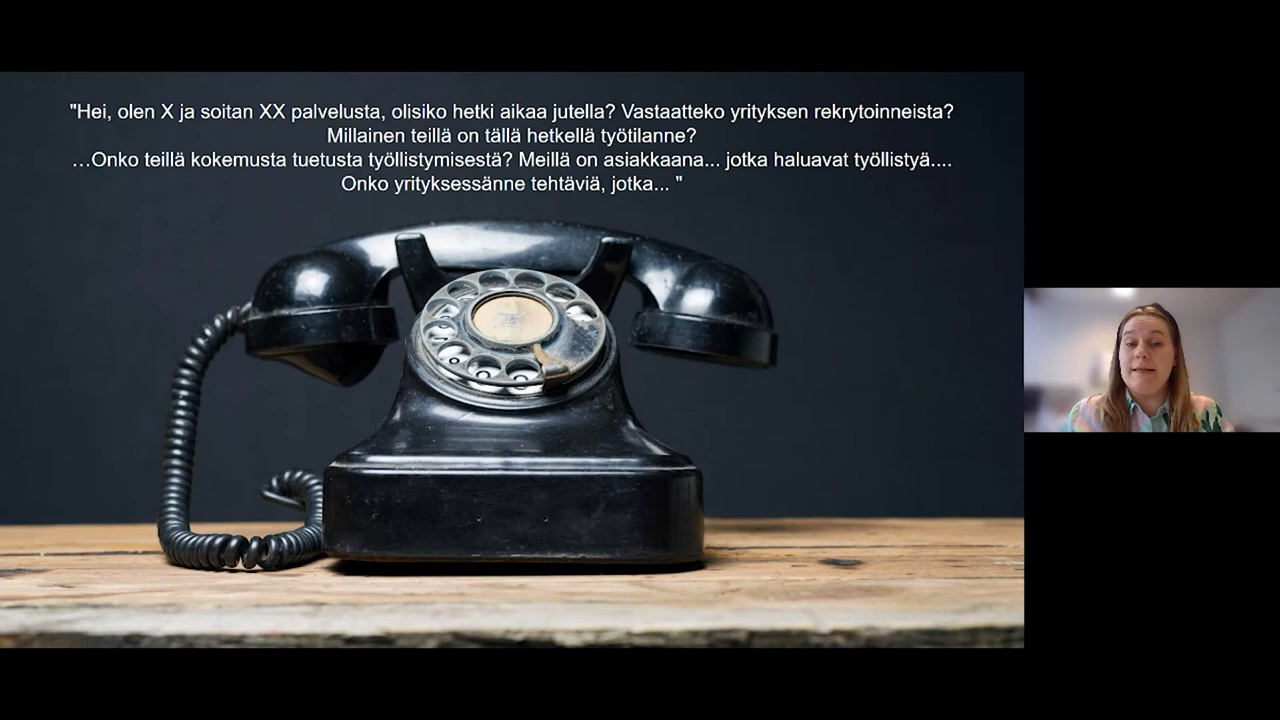 "Hei, olen X ja soitan XX palvelusta, olisiko hetki aikaa jutella? Vastaatteko yrityksen rekrytoinneista?
Millainen teillä on tällä hetkellä työtilanne?
…Onko teillä kokemusta tuetusta työllistymisestä? Meillä on asiakkaana... jotka haluavat työllistyä....
Onko yrityksessänne tehtäviä, jotka... "